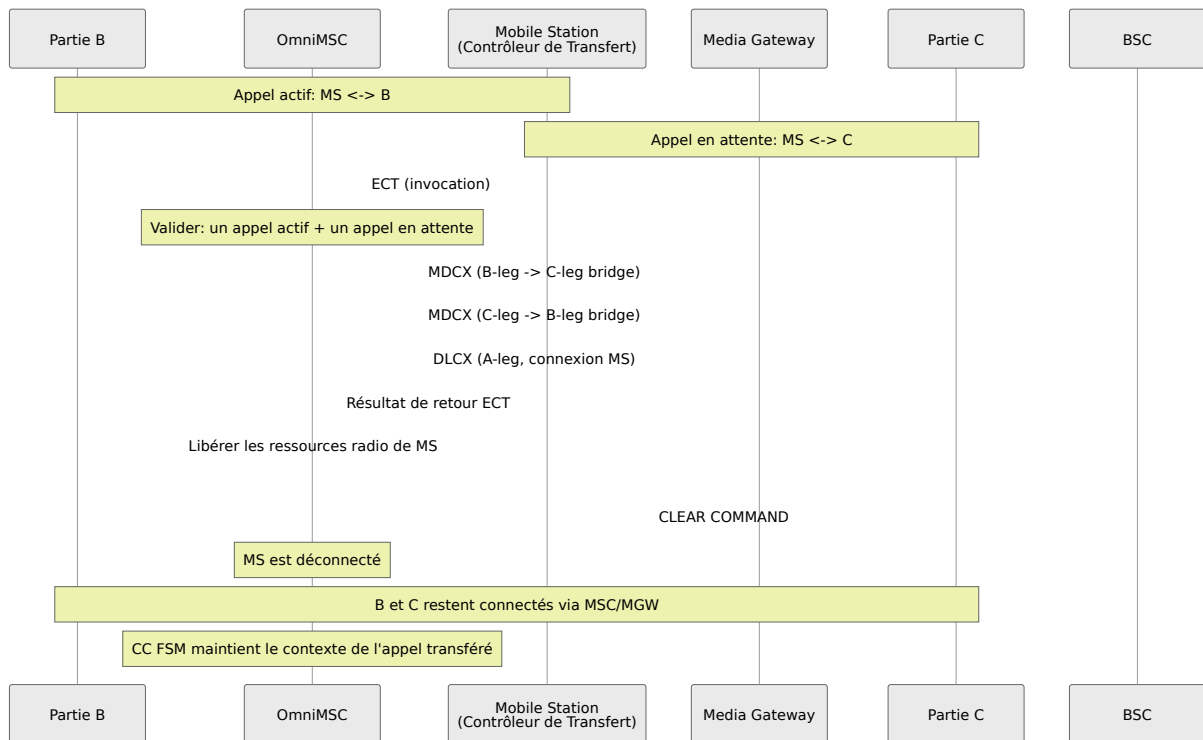 Partie B
OmniMSC
Mobile Station
(Contrôleur de Transfert)
Media Gateway
Partie C
BSC
Appel actif: MS <-> B
Appel en attente: MS <-> C
ECT (invocation)
Valider: un appel actif + un appel en attente
MDCX (B-leg -> C-leg bridge)
MDCX (C-leg -> B-leg bridge)
DLCX (A-leg, connexion MS)
Résultat de retour ECT
Libérer les ressources radio de MS
CLEAR COMMAND
MS est déconnecté
B et C restent connectés via MSC/MGW
CC FSM maintient le contexte de l'appel transféré
Partie B
OmniMSC
Mobile Station
(Contrôleur de Transfert)
Media Gateway
Partie C
BSC